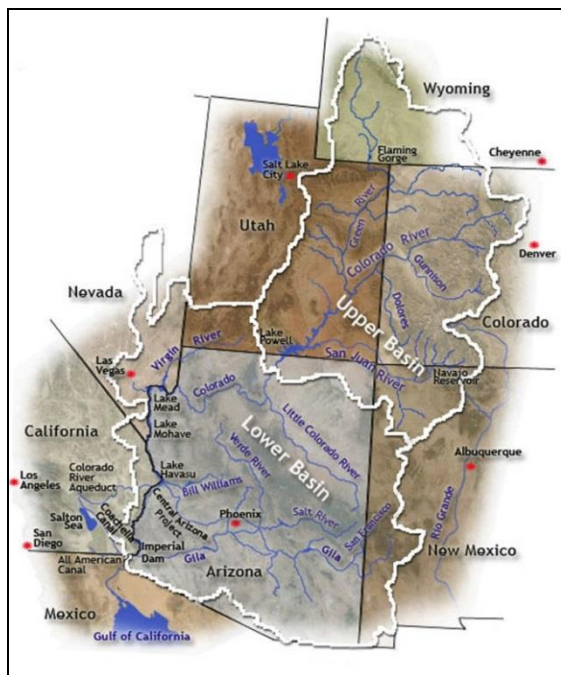 Wyoming
Flaming
Gorge
Cheyenne
Salt Lake
City
Utah
Green
River
Colorado River
Denver
Gunnison
Dolores
Upper Basin
Nevada
Colorado
Lake
Powell
San Juan River
Navajo
Reservoir
Virgin River
Las
Vegas
Lake
Mead
Colorado
Lake
Mohave
California
Little Colorado River
Lower Basin
Verde River
Albuquerque
Lake
Havasu
Los
Angeles
Colorado
River
Aqueduct
Bill Williams
Central Arizona
Project
Phoenix
Salt River
San Francisco
Rio Grande
Salton
Sea
Coachella
Canal
San
Diego
Imperial
Dam
All American
Canal
Gila
Gila
New Mexico
Arizona
Mexico
Gulf of California